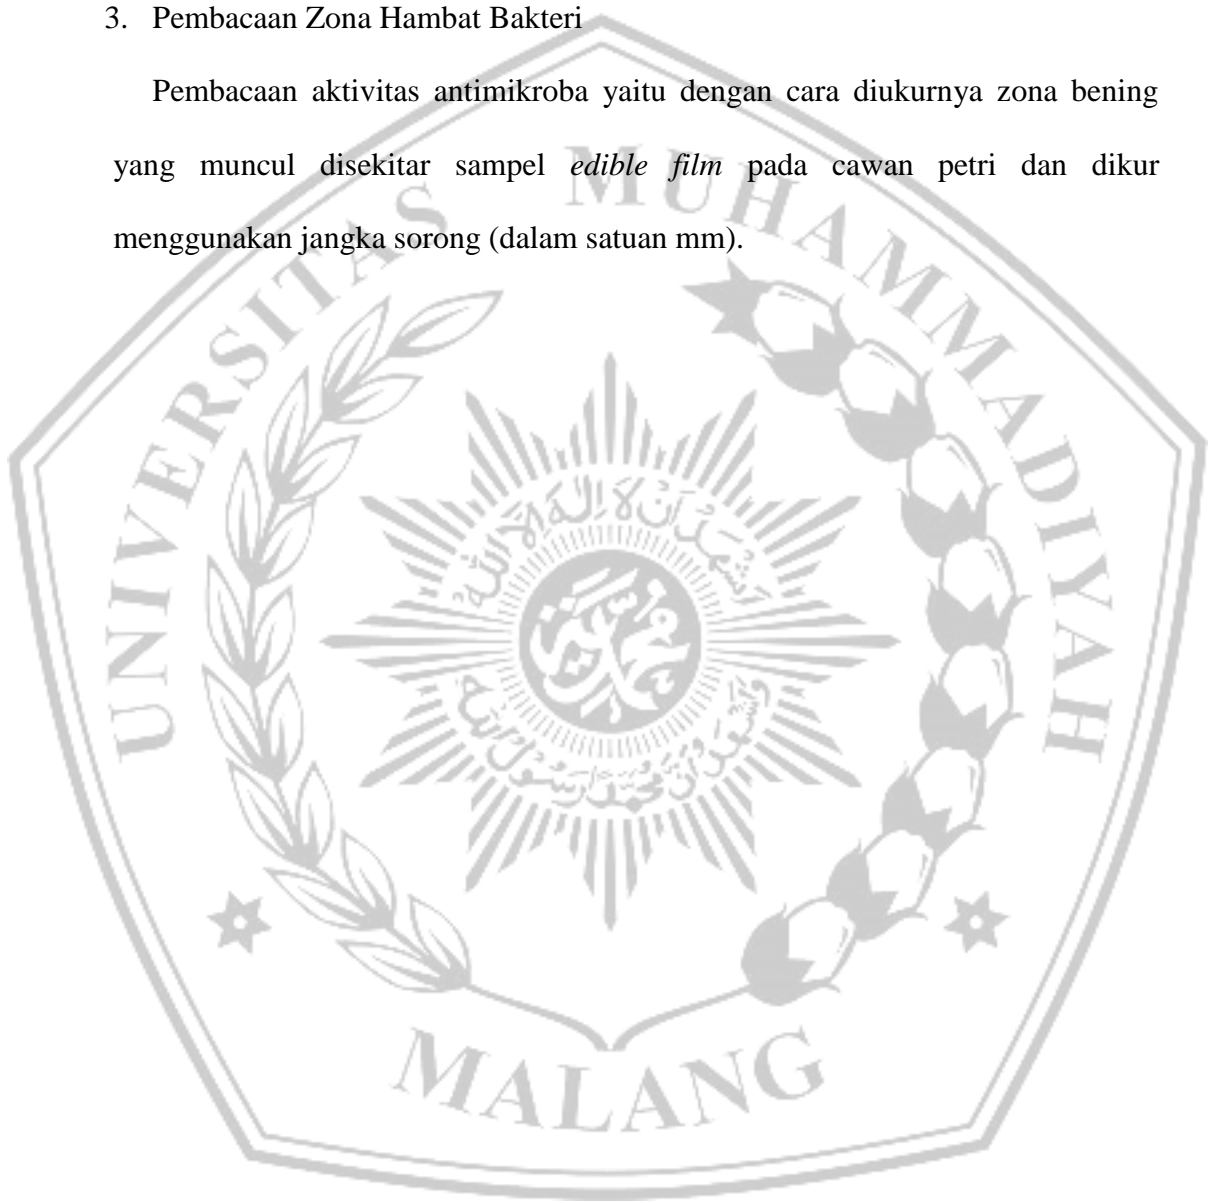 3. Pembacaan Zona Hambat Bakteri
Pembacaan aktivitas antimikroba yaitu dengan cara diukurnya zona bening
yang muncul disekitar sampel edible film pada cawan petri dan dikur
menggunakan jangka sorong (dalam satuan mm).
UNIVERSITAS MUHAMMADIYAH
MALANG